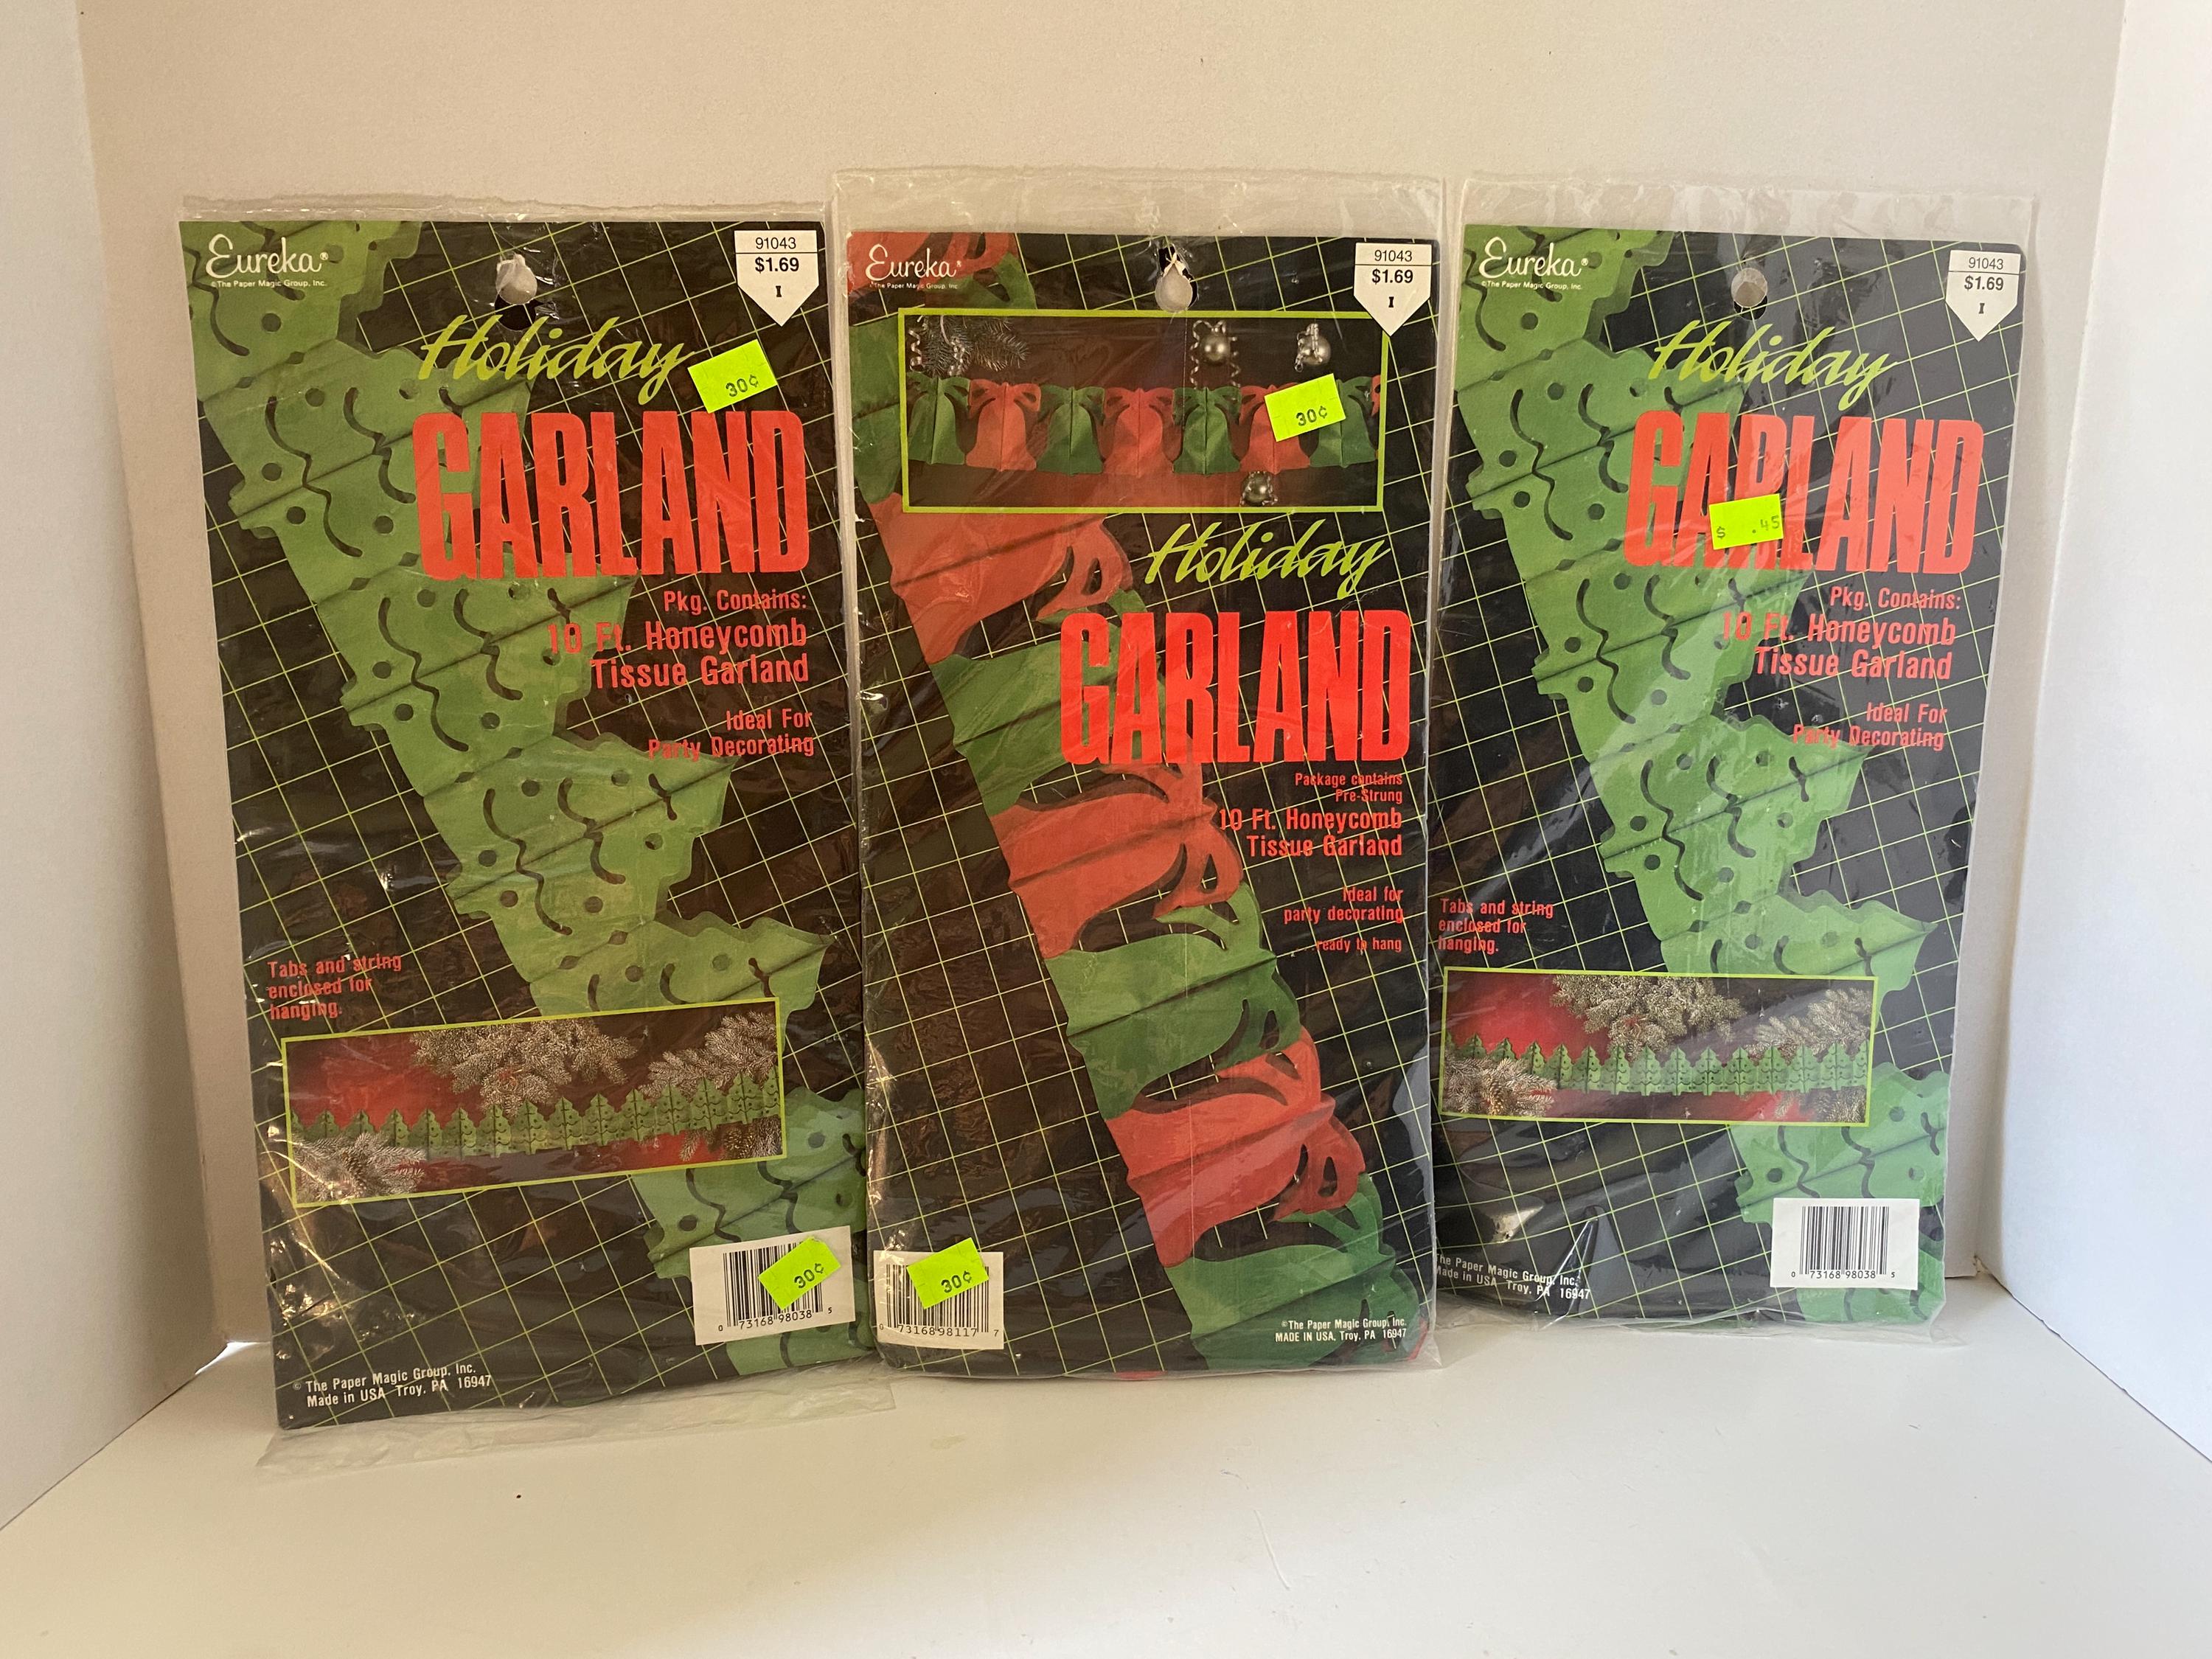 Eureka®
©The Paper Magic Group, Inc.
91043
$1.69
I
Holiday
30¢
GARLAND
Pkg. Contains:
10 Ft. Honeycomb
Tissue Garland
Ideal For
Party Decorating
Tabs and string
enclosed for
hanging.
30¢
0 73168 98038 5
© The Paper Magic Group, Inc.
Made in USA Troy, PA 16947
Eureka®
©The Paper Magic Group, Inc.
91043
$1.69
I
30¢
Holiday
GARLAND
Package contains
Pre-Strung
10 Ft. Honeycomb
Tissue Garland
Ideal for
party decorating
ready to hang
30¢
0 73168 98117 7
©The Paper Magic Group, Inc.
MADE IN USA, Troy, PA 16947
Eureka®
©The Paper Magic Group, Inc.
91043
$1.69
I
Holiday
GARLAND
$ .45
Pkg. Contains:
10 Ft. Honeycomb
Tissue Garland
Ideal For
Party Decorating
Tabs and string
enclosed for
hanging.
0 73168 98038 5
The Paper Magic Group, Inc.
Made in USA, Troy, PA 16947